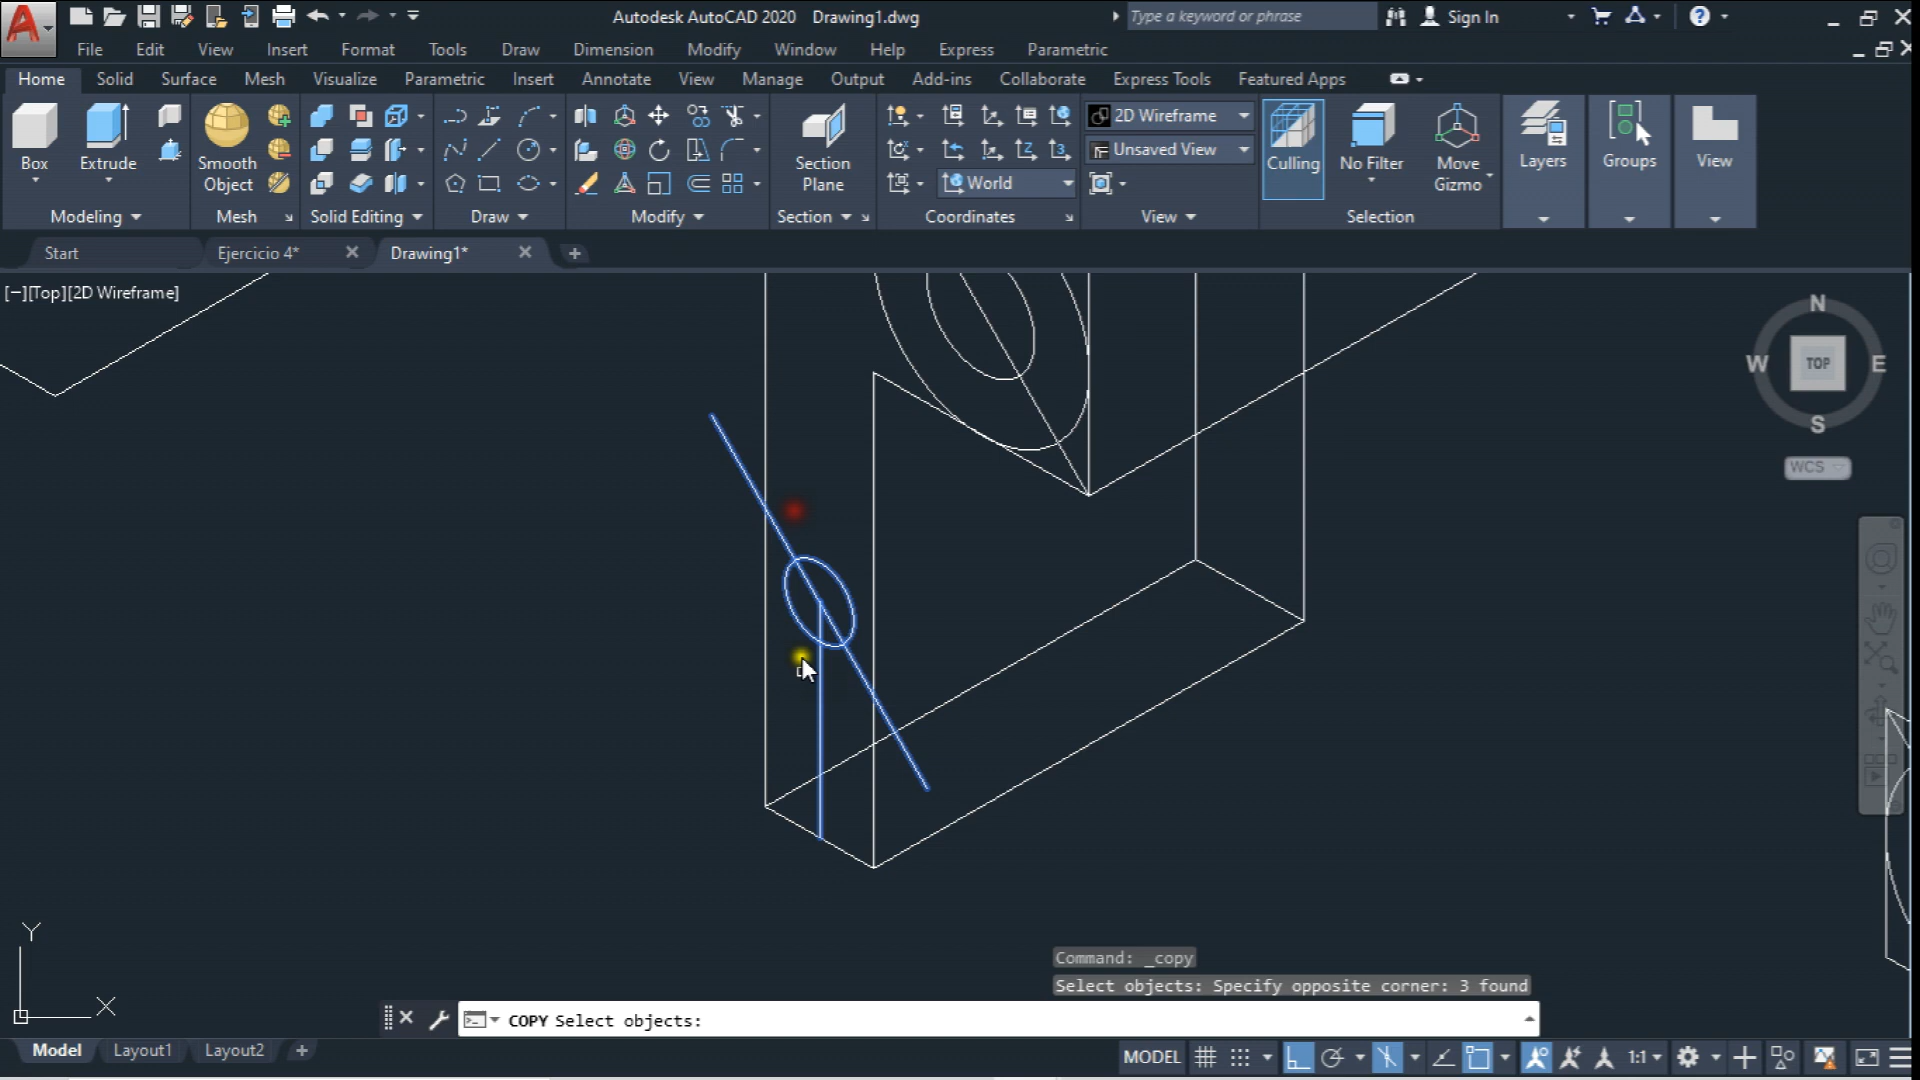 Autodesk AutoCAD 2020 Drawing1.dwg
Type a keyword or phrase
Sign In
File Edit View Insert Format Tools Draw Dimension Modify Window Help Express Parametric
Home Solid Surface Mesh Visualize Parametric Insert Annotate View Manage Output Add-ins Collaborate Express Tools Featured Apps
2D Wireframe
Unsaved View
World
Box
Extrude
Smooth
Object
Section
Plane
Culling
No Filter
Move
Gizmo
Layers
Groups
View
Modeling
Mesh
Solid Editing
Draw
Modify
Section
Coordinates
View
Selection
Start
Ejercicio 4*
Drawing1*
[−][Top][2D Wireframe]
N
W
TOP
E
S
WCS
Y
X
Command: _copy
Select objects: Specify opposite corner: 3 found
COPY Select objects:
Model
Layout1
Layout2
MODEL
1:1